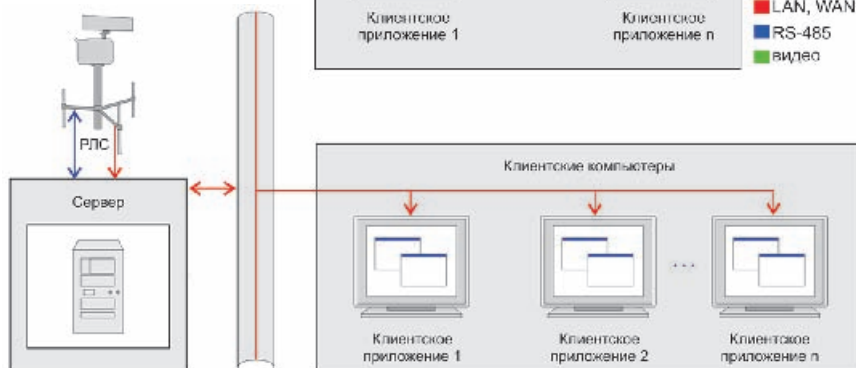 Клиентское
приложение 1
Клиентское
приложение n
LAN, WAN
RS-485
видео
РЛС
Сервер
Клиентские компьютеры
...
Клиентское
приложение 1
Клиентское
приложение 2
Клиентское
приложение n